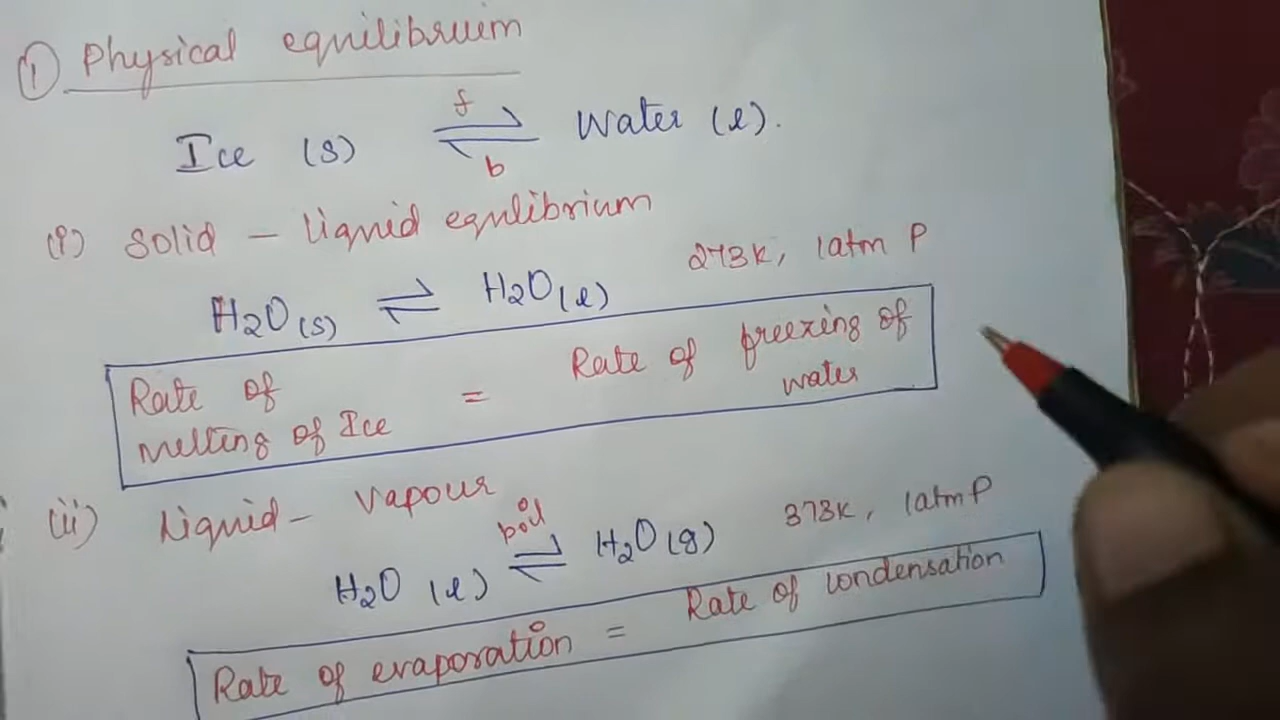 ① Physical equilibrium
Ice (s) ⇌ Water (l).
f
b
(i) Solid - liquid equilibrium
H₂O(s) ⇌ H₂O(l) 273K, 1atm P
Rate of melting of Ice = Rate of freezing of water
(ii) Liquid - Vapour
boil
H₂O (l) ⇌ H₂O (g) 373K, 1atm P
Rate of evaporation = Rate of condensation